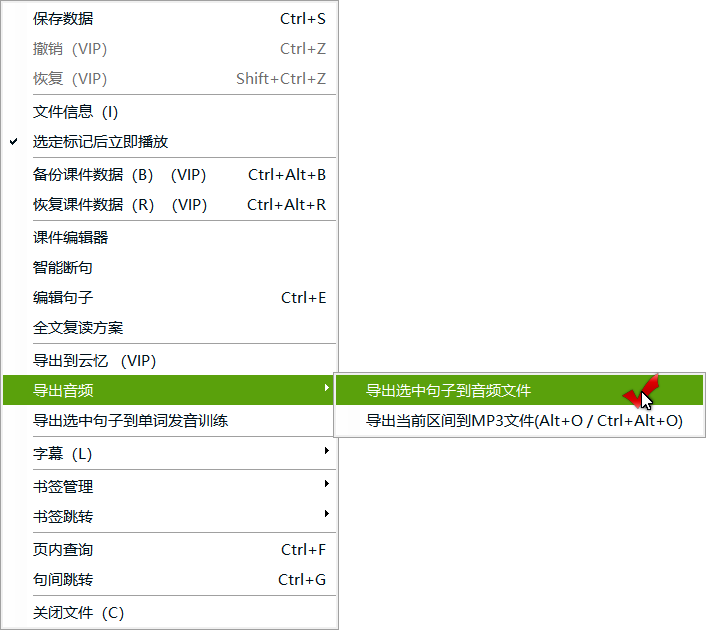 保存数据 Ctrl+S
撤销（VIP） Ctrl+Z
恢复（VIP） Shift+Ctrl+Z
文件信息（I）
选定标记后立即播放
备份课件数据（B）（VIP） Ctrl+Alt+B
恢复课件数据（R）（VIP） Ctrl+Alt+R
课件编辑器
智能断句
编辑句子 Ctrl+E
全文复读方案
导出到云忆（VIP）
导出音频
导出选中句子到音频文件
导出选中句子到单词发音训练
导出当前区间到MP3文件(Alt+O / Ctrl+Alt+O)
字幕（L）
书签管理
书签跳转
页内查询 Ctrl+F
句间跳转 Ctrl+G
关闭文件（C）